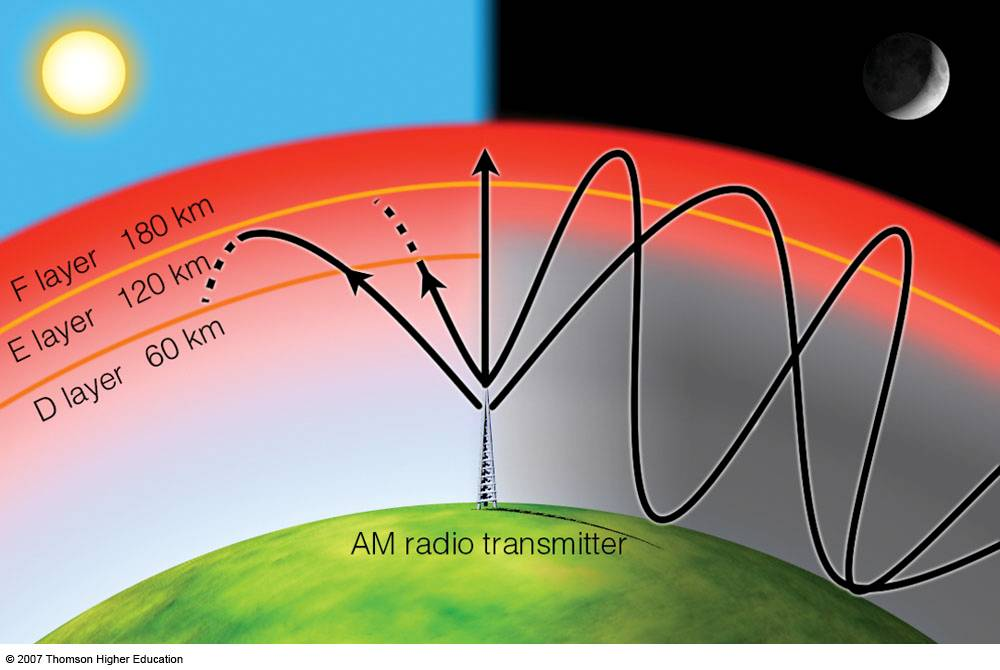 F layer 180 km
E layer 120 km
D layer 60 km
AM radio transmitter
© 2007 Thomson Higher Education